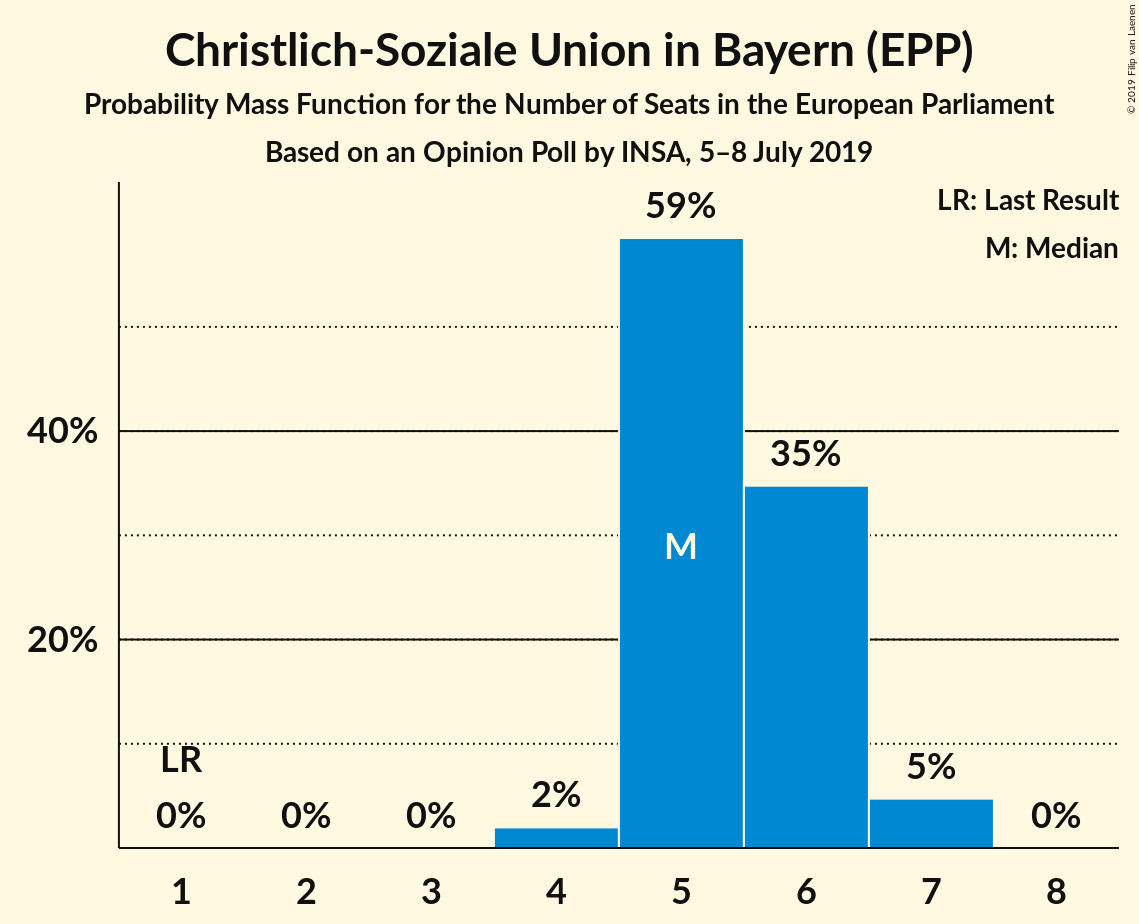 Christlich-Soziale Union in Bayern (EPP)
Probability Mass Function for the Number of Seats in the European Parliament
Based on an Opinion Poll by INSA, 5–8 July 2019
© 2019 Filip van Laenen
LR: Last Result
M: Median
59%
40%
35%
M
20%
LR
5%
2%
0% 0% 0% 0%
1 2 3 4 5 6 7 8